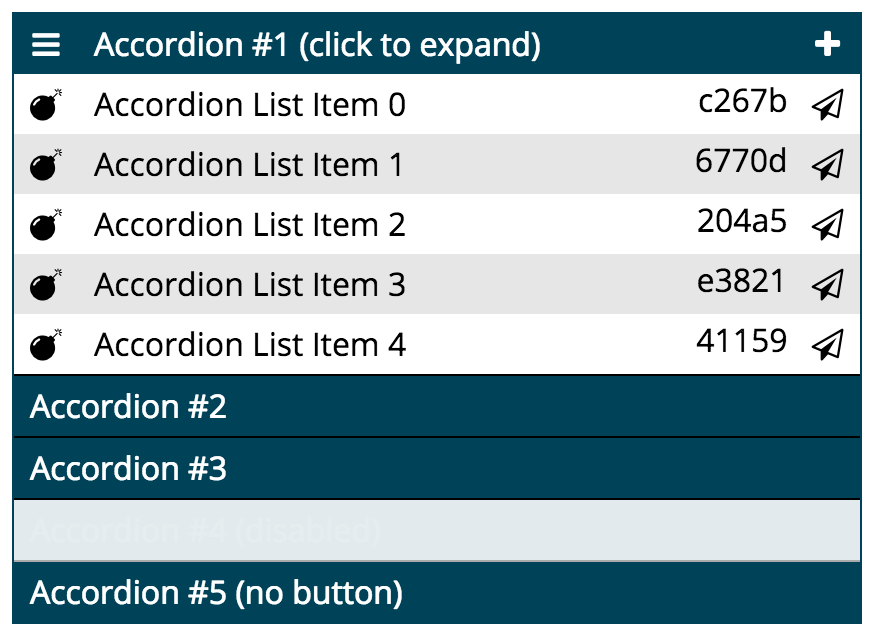 Accordion #1 (click to expand)
Accordion List Item 0 c267b
Accordion List Item 1 6770d
Accordion List Item 2 204a5
Accordion List Item 3 e3821
Accordion List Item 4 41159
Accordion #2
Accordion #3
Accordion #4 (disabled)
Accordion #5 (no button)